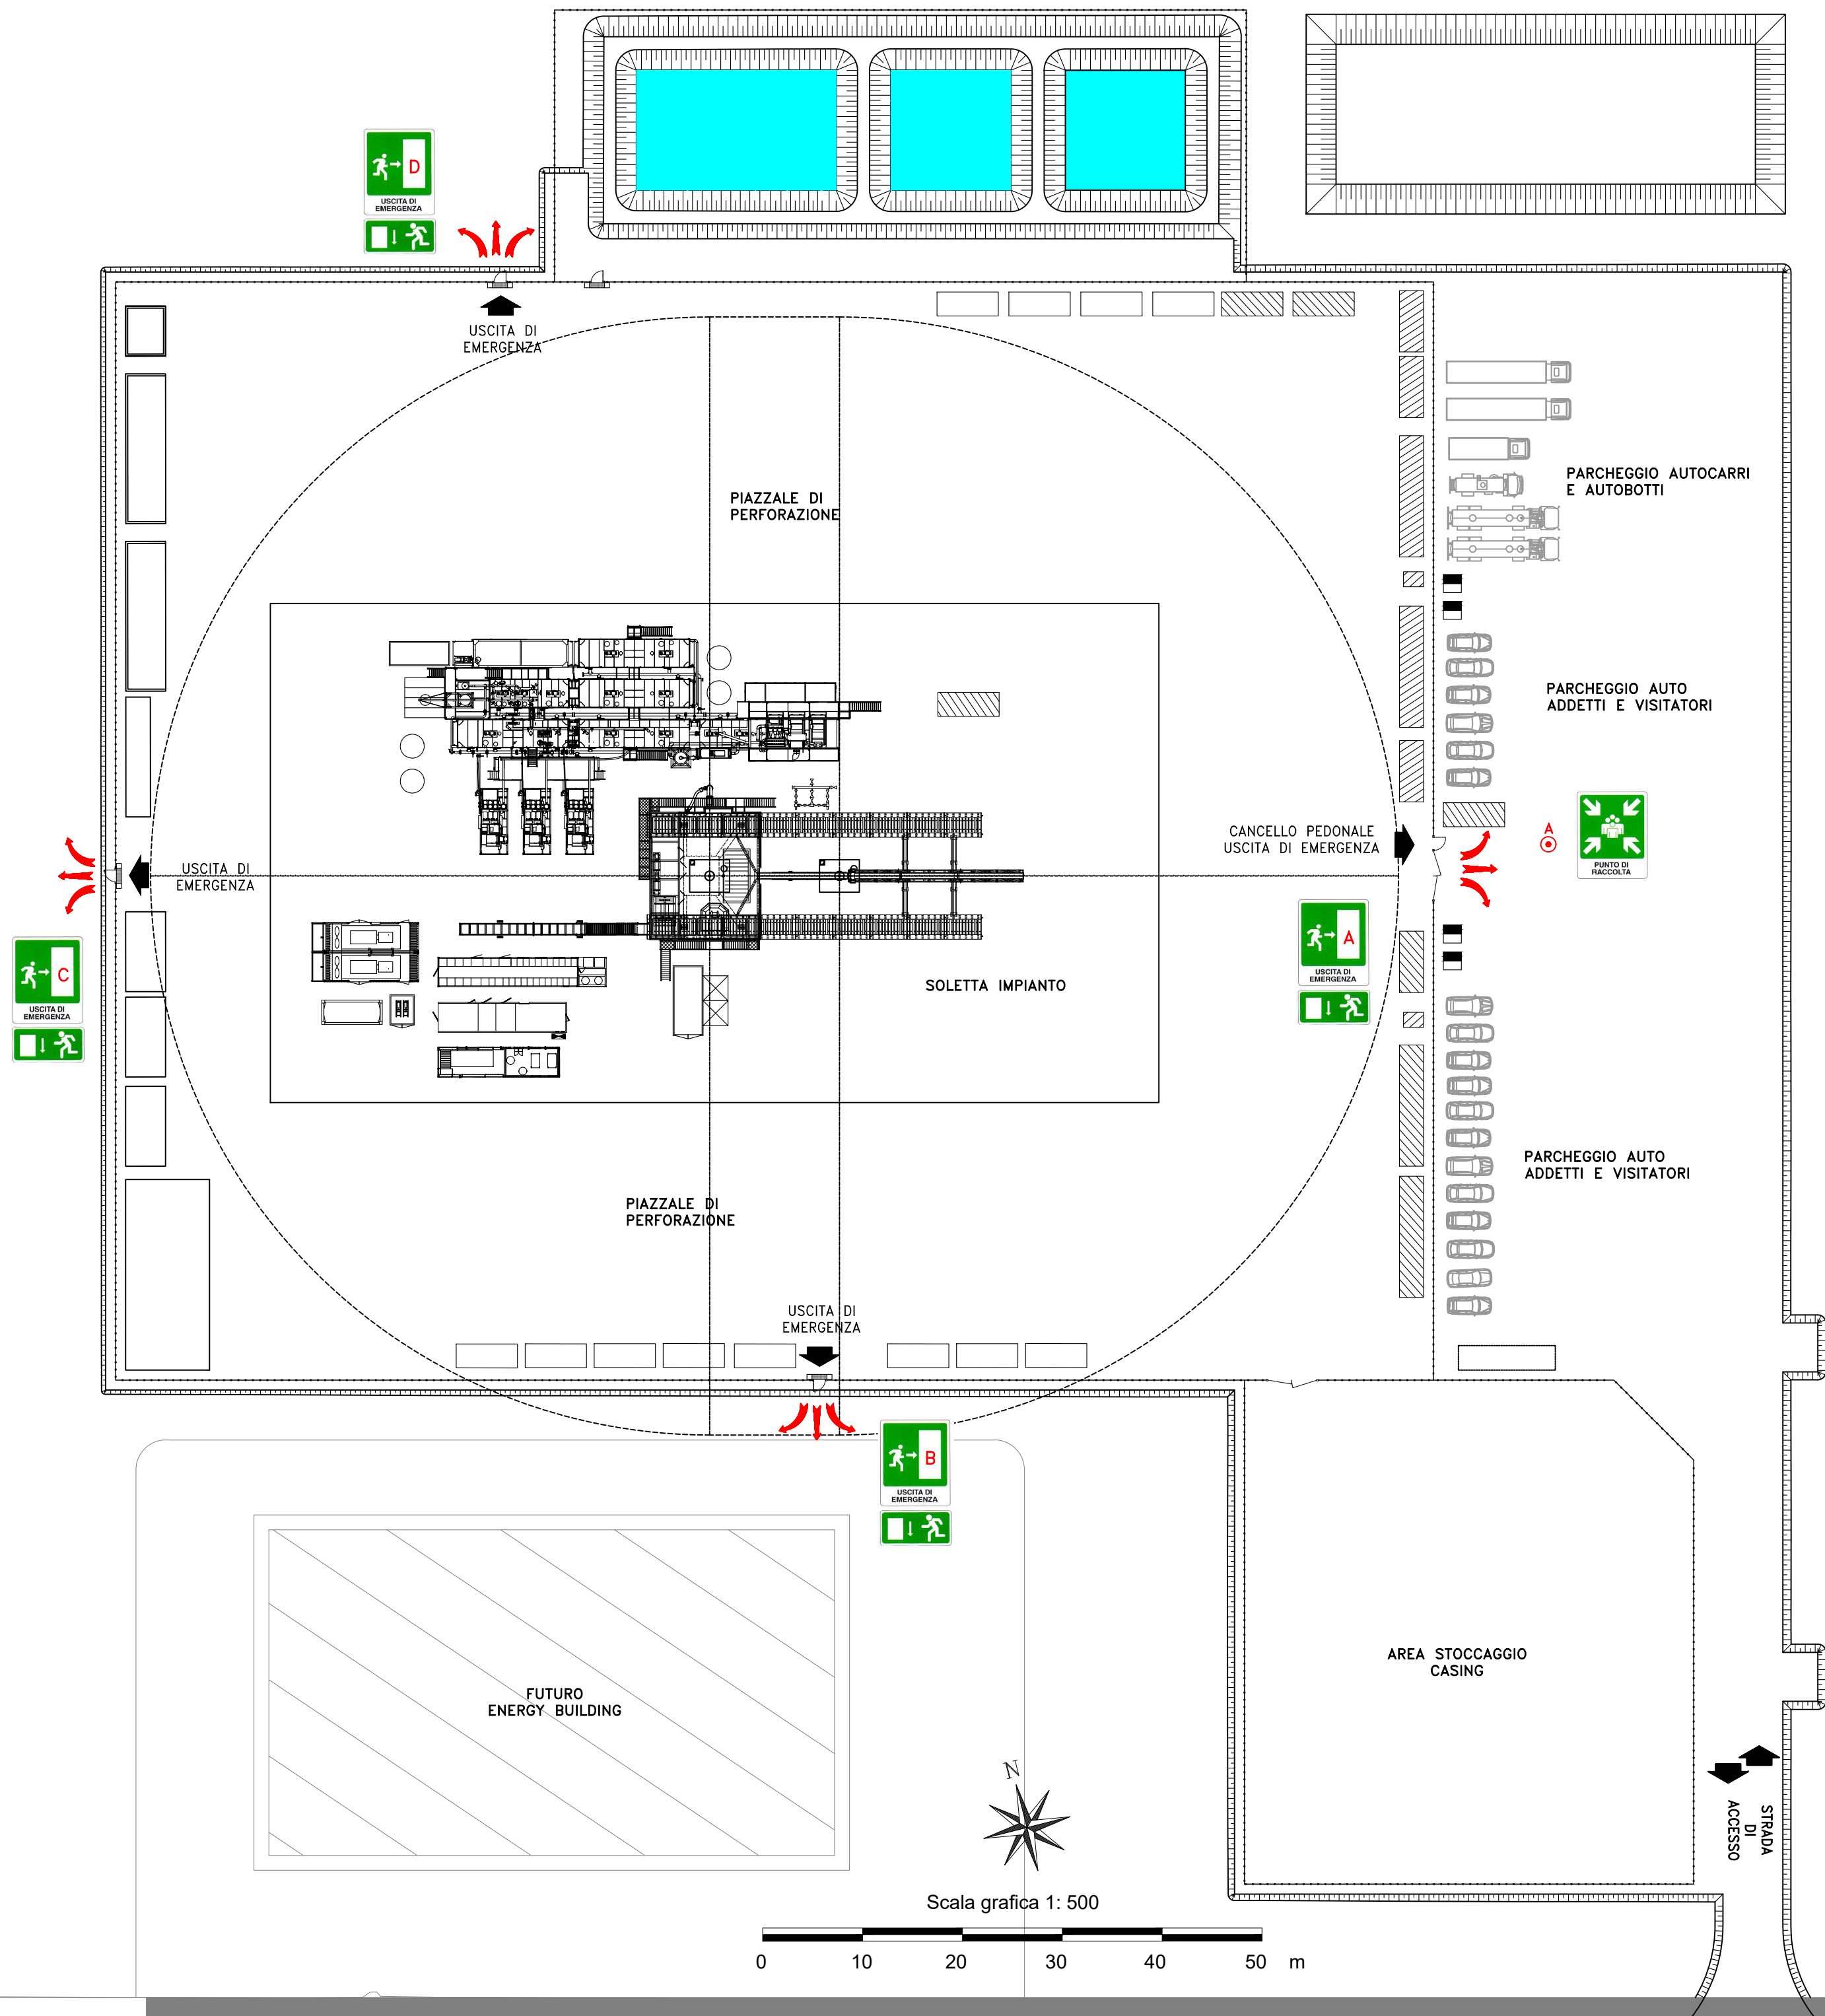 D
USCITA DI
EMERGENZA
USCITA DI
EMERGENZA
PIAZZALE DI
PERFORAZIONE
PARCHEGGIO AUTOCARRI
E AUTOBOTTI
PARCHEGGIO AUTO
ADDETTI E VISITATORI
CANCELLO PEDONALE
USCITA DI EMERGENZA
A
PUNTO DI
RACCOLTA
USCITA DI
EMERGENZA
C
USCITA DI
EMERGENZA
A
USCITA DI
EMERGENZA
SOLETTA IMPIANTO
PARCHEGGIO AUTO
ADDETTI E VISITATORI
PIAZZALE DI
PERFORAZIONE
USCITA DI
EMERGENZA
B
USCITA DI
EMERGENZA
AREA STOCCAGGIO
CASING
FUTURO
ENERGY BUILDING
N
STRADA
DI
ACCESSO
Scala grafica 1: 500
0 10 20 30 40 50 m